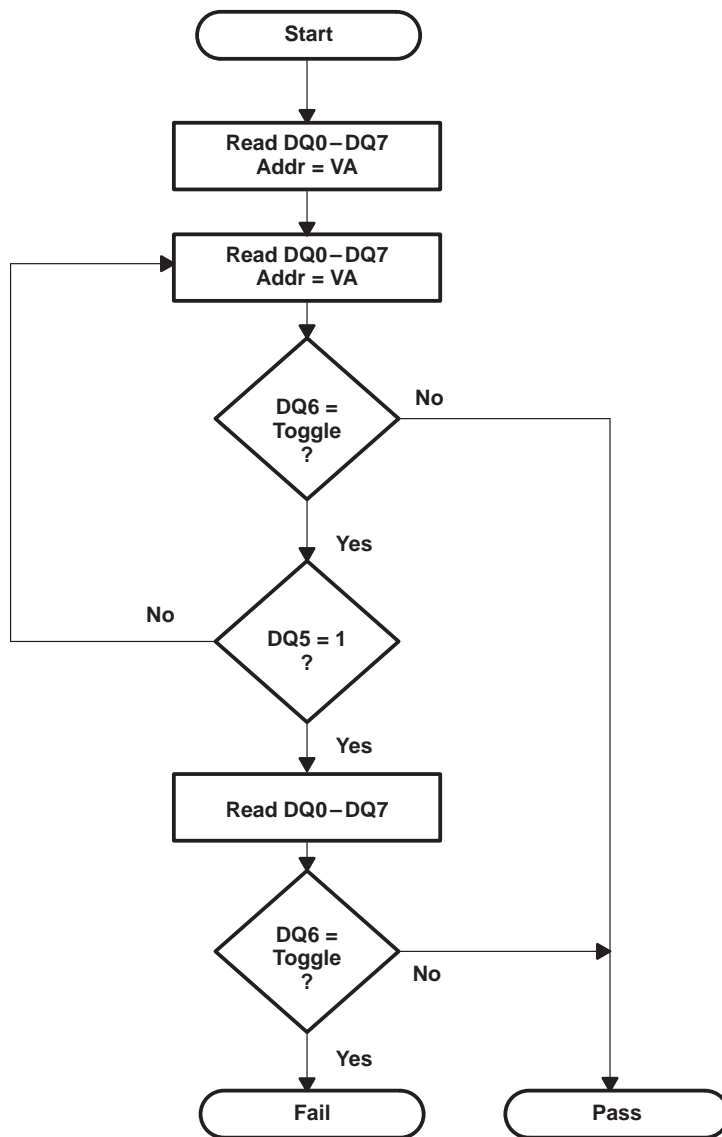 Start
Read DQ0–DQ7
Addr = VA
Read DQ0–DQ7
Addr = VA
DQ6 =
Toggle
?
No
Yes
DQ5 = 1
?
No
Yes
Read DQ0–DQ7
DQ6 =
Toggle
?
No
Yes
Fail
Pass